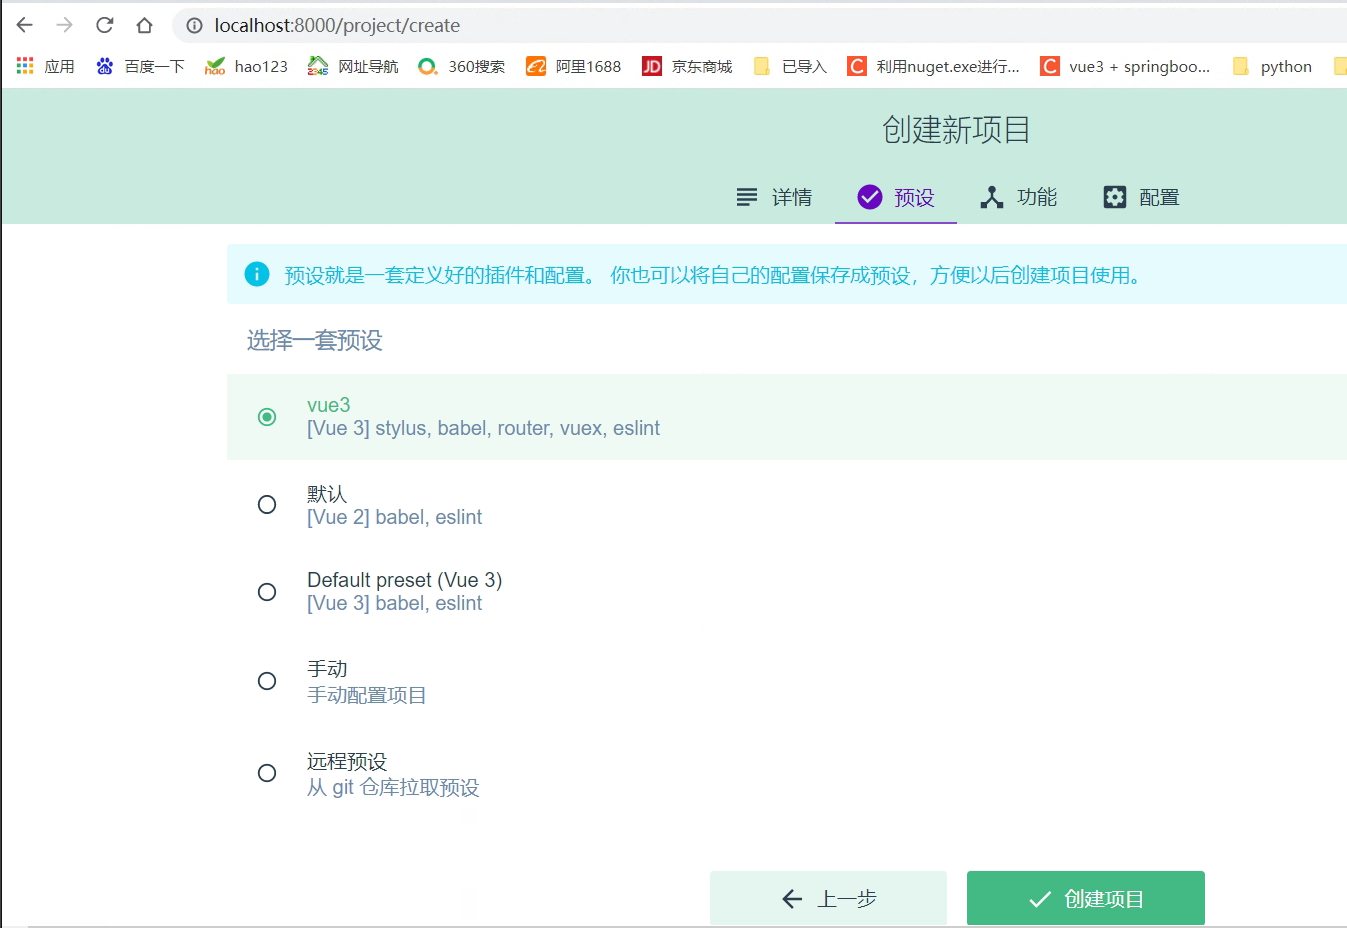 localhost:8000/project/create
应用 百度一下 hao123 网址导航 360搜索 阿里1688 JD 京东商城 已导入 C 利用nuget.exe进行... C vue3 + springboo... python
创建新项目
详情 预设 功能 配置
预设就是一套定义好的插件和配置。 你也可以将自己的配置保存成预设，方便以后创建项目使用。
选择一套预设
vue3
[Vue 3] stylus, babel, router, vuex, eslint
默认
[Vue 2] babel, eslint
Default preset (Vue 3)
[Vue 3] babel, eslint
手动
手动配置项目
远程预设
从 git 仓库拉取预设
上一步 创建项目